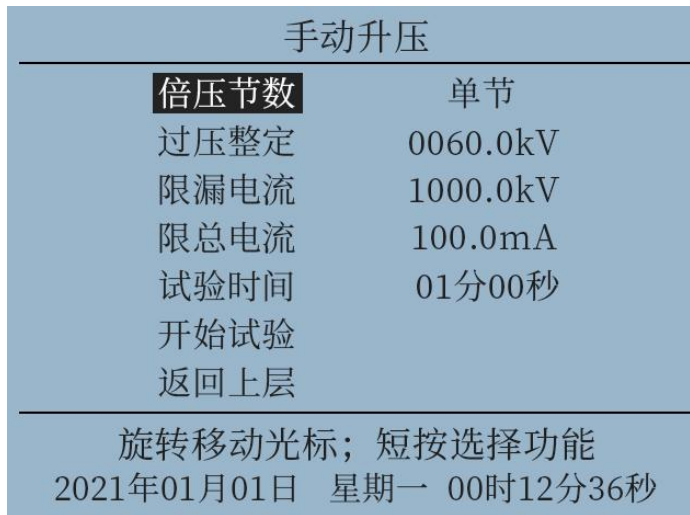 手动升压
倍压节数 单节
过压整定 0060.0kV
限漏电流 1000.0kV
限总电流 100.0mA
试验时间 01分00秒
开始试验
返回上层
旋转移动光标；短按选择功能
2021年01月01日 星期一 00时12分36秒